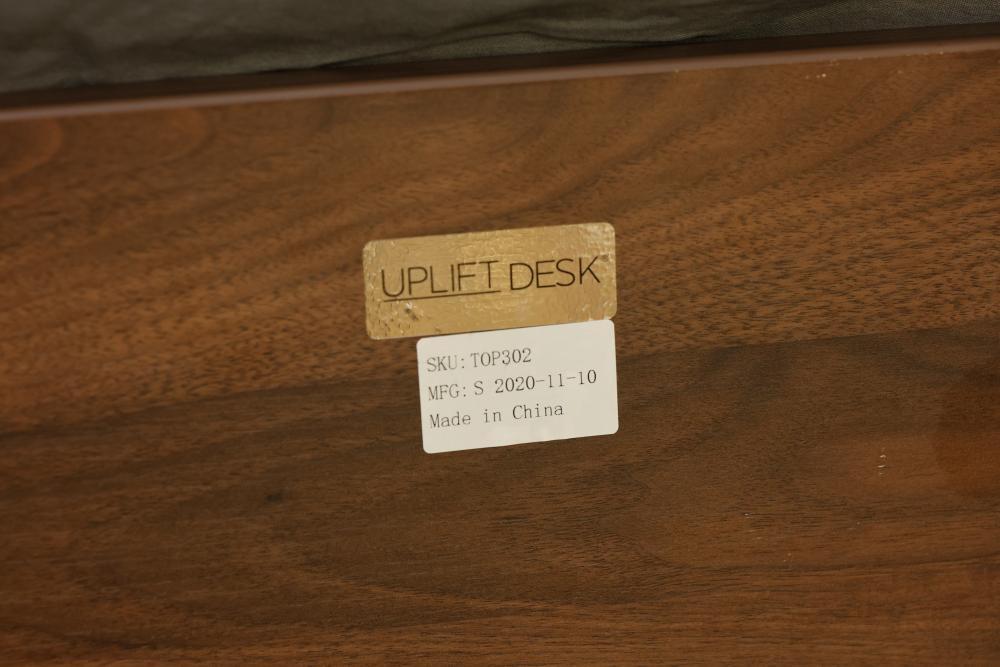 UPLIFT DESK
SKU: TOP302
MFG: S 2020-11-10
Made in China